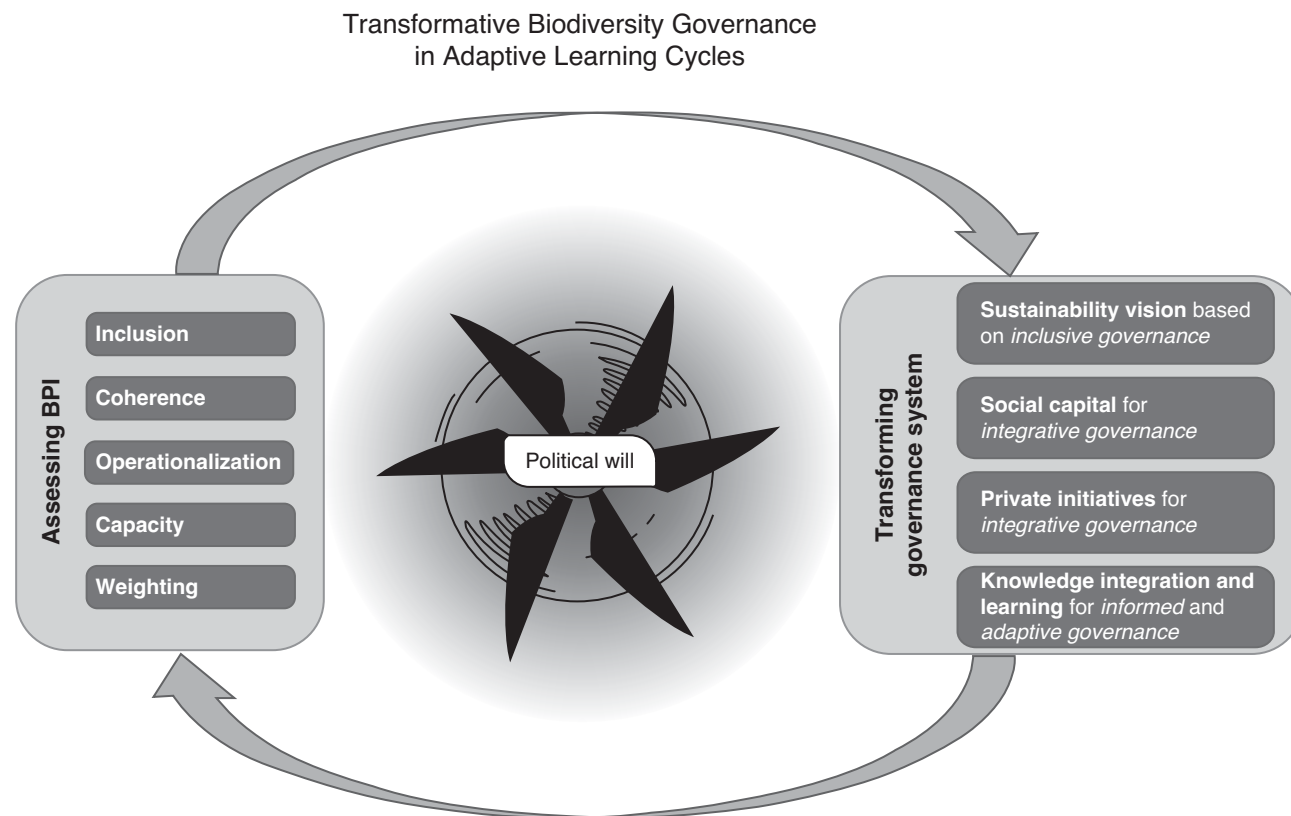 Transformative Biodiversity Governance
in Adaptive Learning Cycles
Assessing BPI
Inclusion
Coherence
Operationalization
Capacity
Weighting
Political will
Transforming
governance system
Sustainability vision based
on inclusive governance
Social capital for
integrative governance
Private initiatives for
integrative governance
Knowledge integration and
learning for informed and
adaptive governance